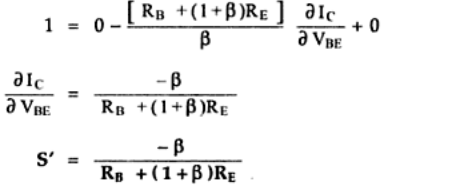 1 = 0 - [ R_B + (1+β)R_E ] / β ∂I_C / ∂V_BE + 0
∂I_C / ∂V_BE = -β / R_B + (1+β)R_E
S′ = -β / R_B + (1+β)R_E